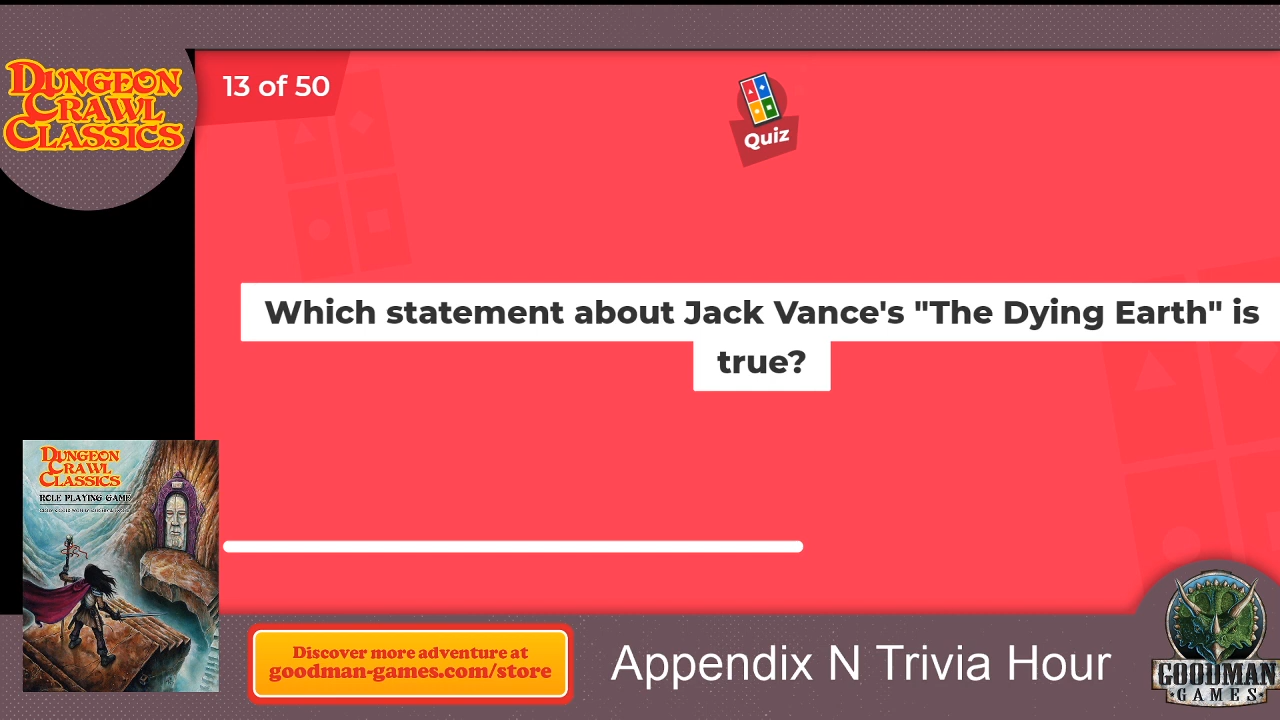 DUNGEON
CRAWL
CLASSICS
13 of 50
Quiz
Which statement about Jack Vance's "The Dying Earth" is
true?
DUNGEON
CRAWL
CLASSICS
ROLE PLAYING GAME
Discover more adventure at
goodman-games.com/store
Appendix N Trivia Hour
GOODMAN
GAMES